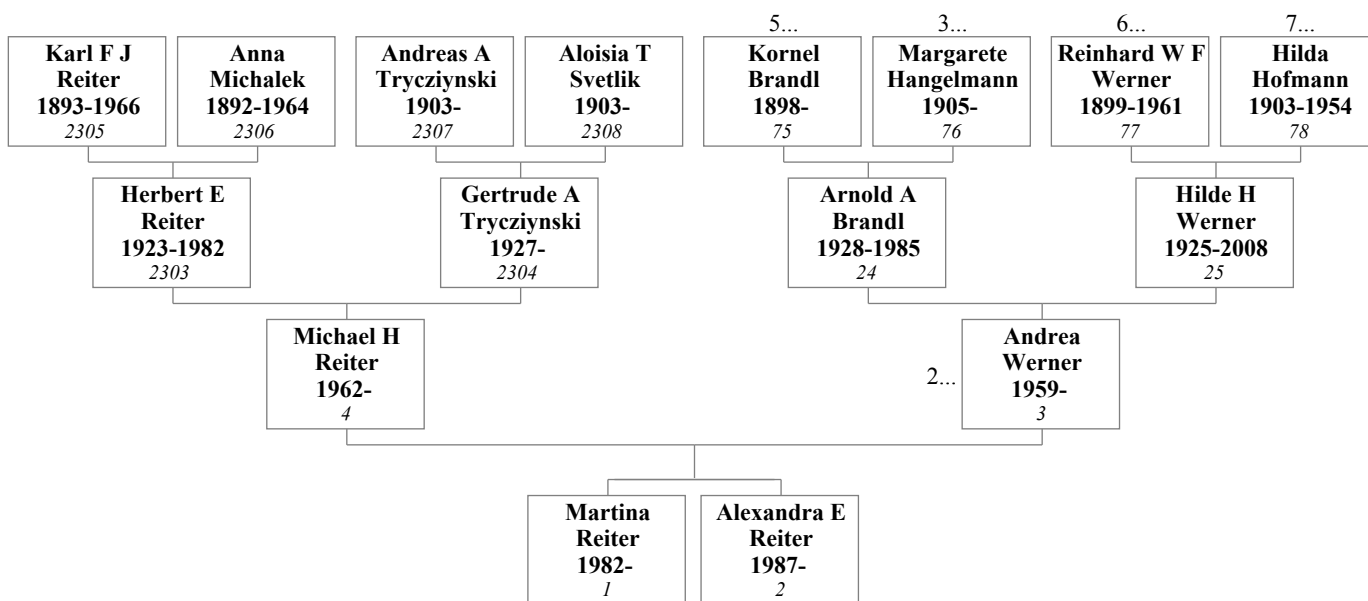 5...
3...
6...
7...
Karl F J
Reiter
1893-1966
2305
Anna
Michalek
1892-1964
2306
Andreas A
Trycziynski
1903-
2307
Aloisia T
Svetlik
1903-
2308
Kornel
Brandl
1898-
75
Margarete
Hangelmann
1905-
76
Reinhard W F
Werner
1899-1961
77
Hilda
Hofmann
1903-1954
78
Herbert E
Reiter
1923-1982
2303
Gertrude A
Trycziynski
1927-
2304
Arnold A
Brandl
1928-1985
24
Hilde H
Werner
1925-2008
25
Michael H
Reiter
1962-
4
2...
Andrea
Werner
1959-
3
Martina
Reiter
1982-
1
Alexandra E
Reiter
1987-
2